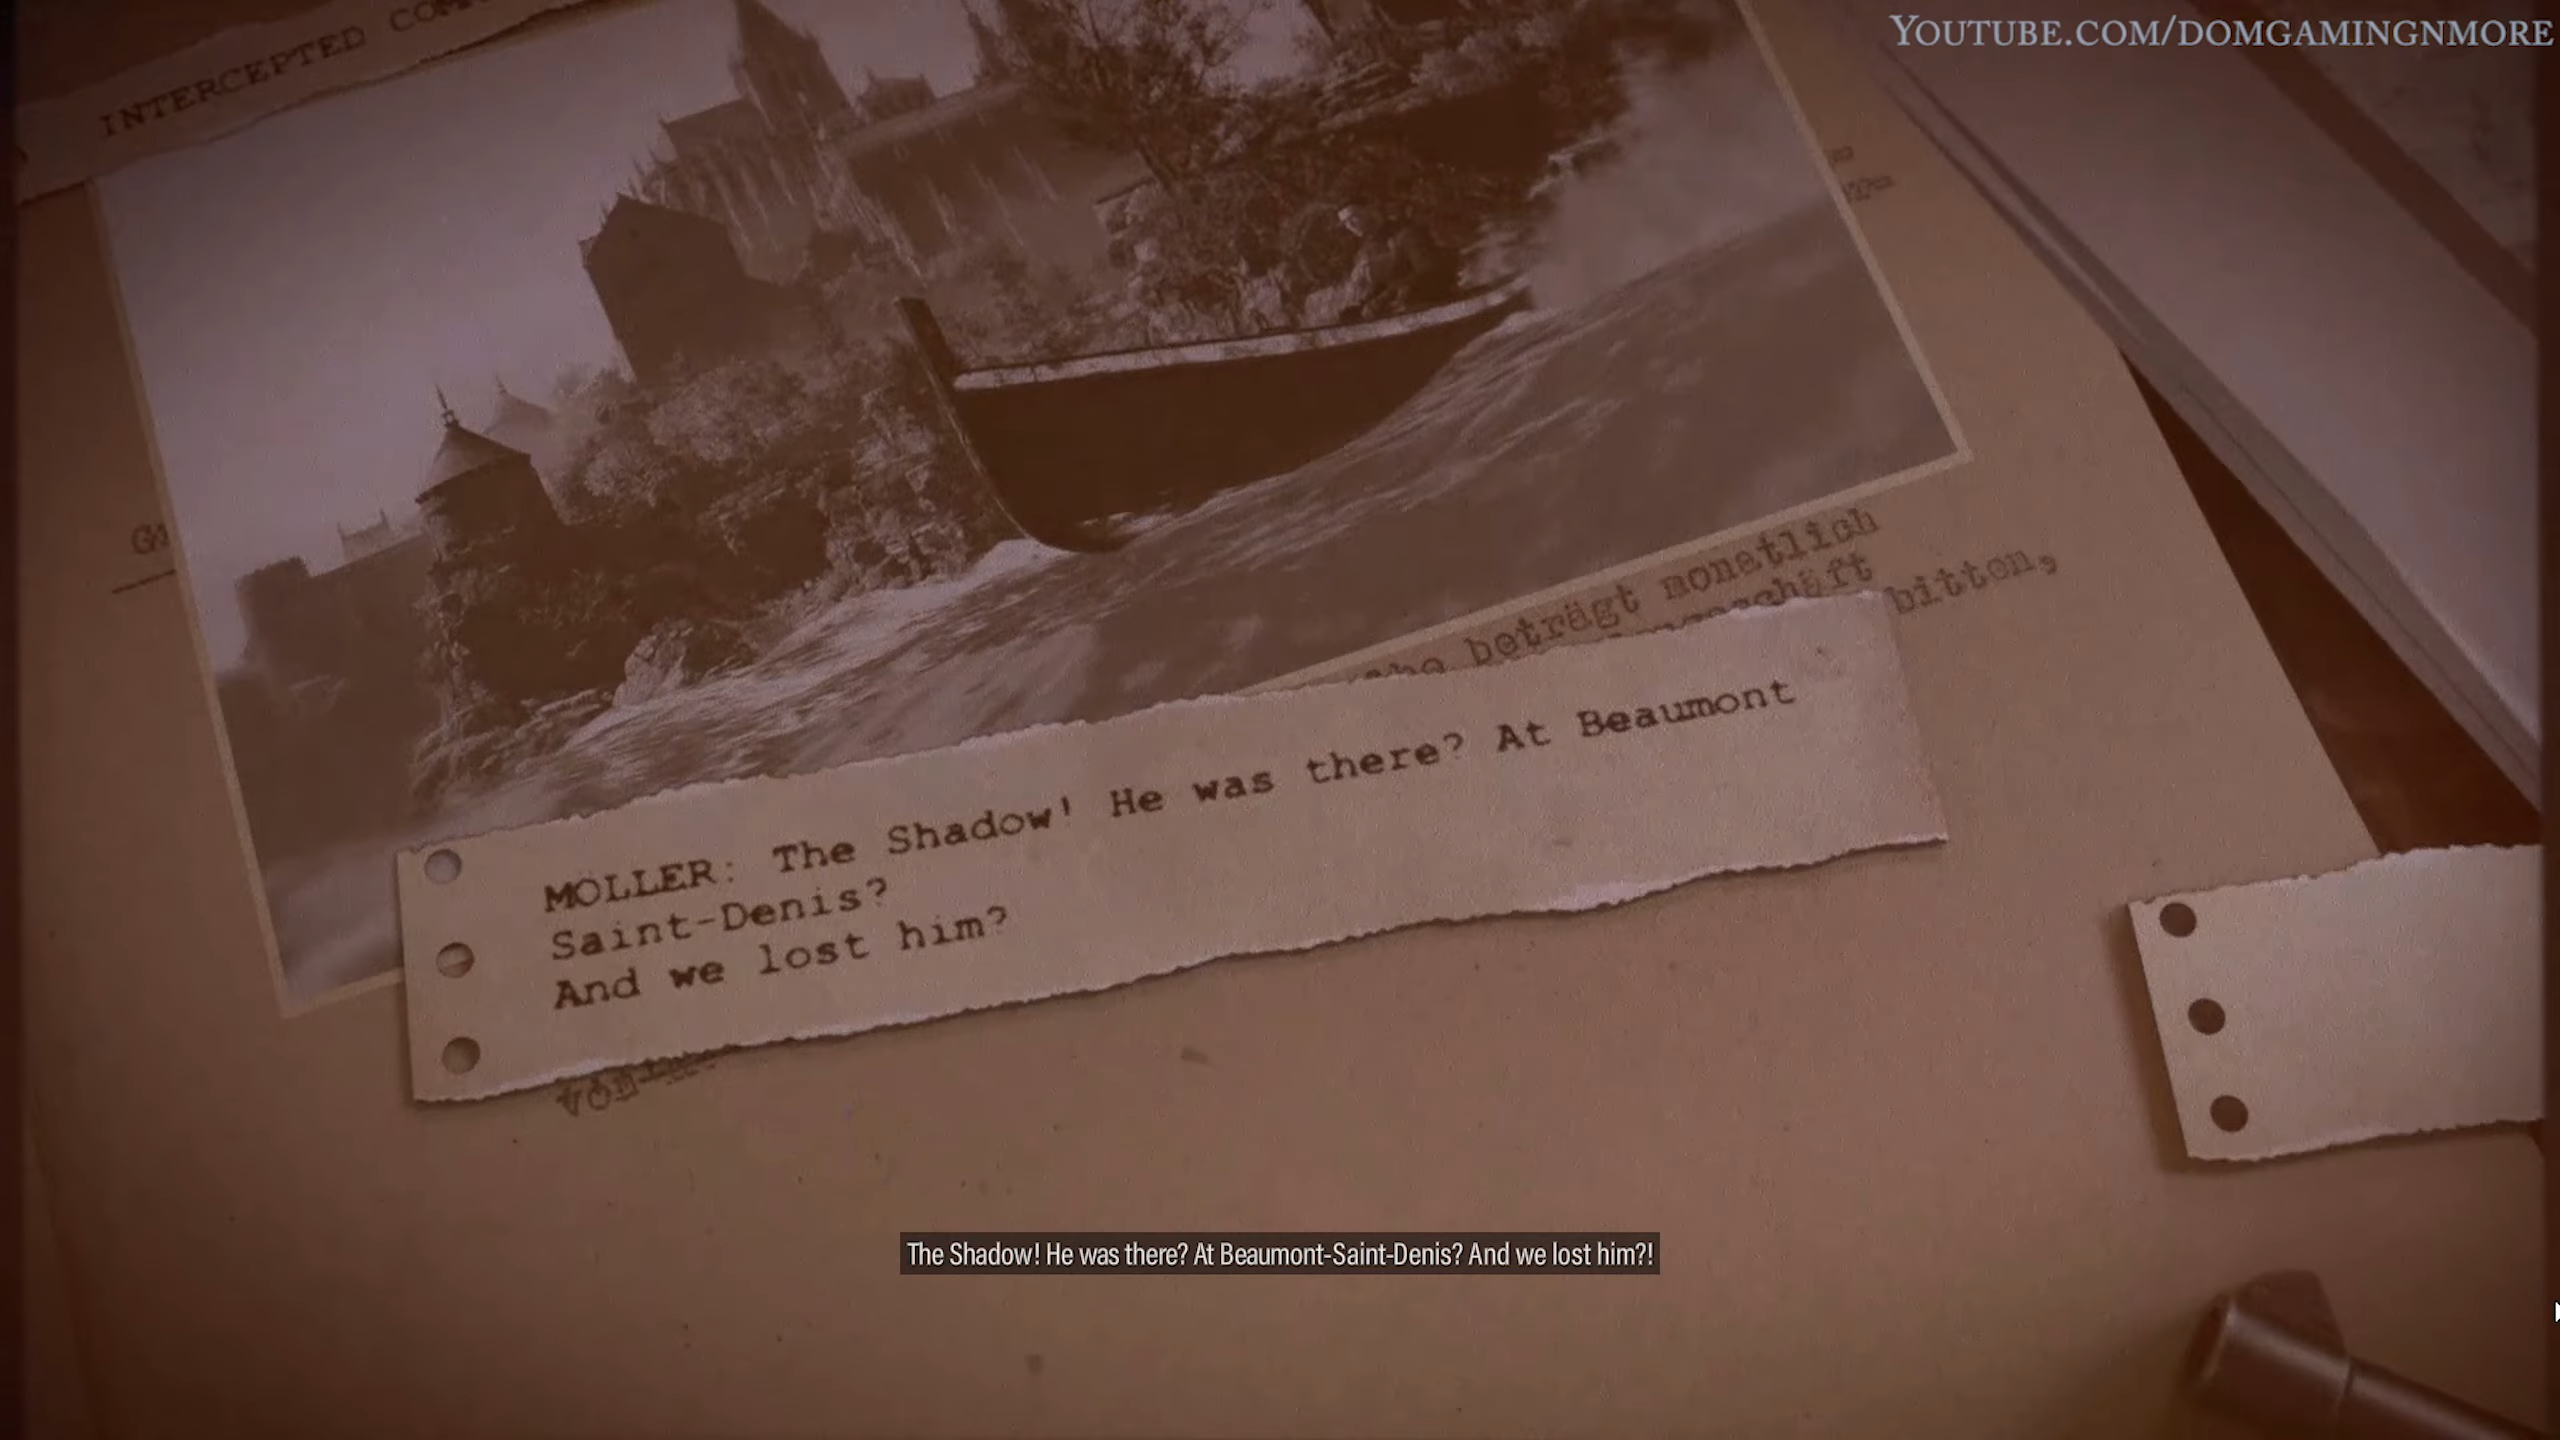 YOUTUBE.COM/DOMGAMINGNMORE
INTERCEPTED
beträgt monatlich
bitten,
MOLLER: The Shadow! He was there? At Beaumont
Saint-Denis?
And we lost him?
The Shadow! He was there? At Beaumont-Saint-Denis? And we lost him?!